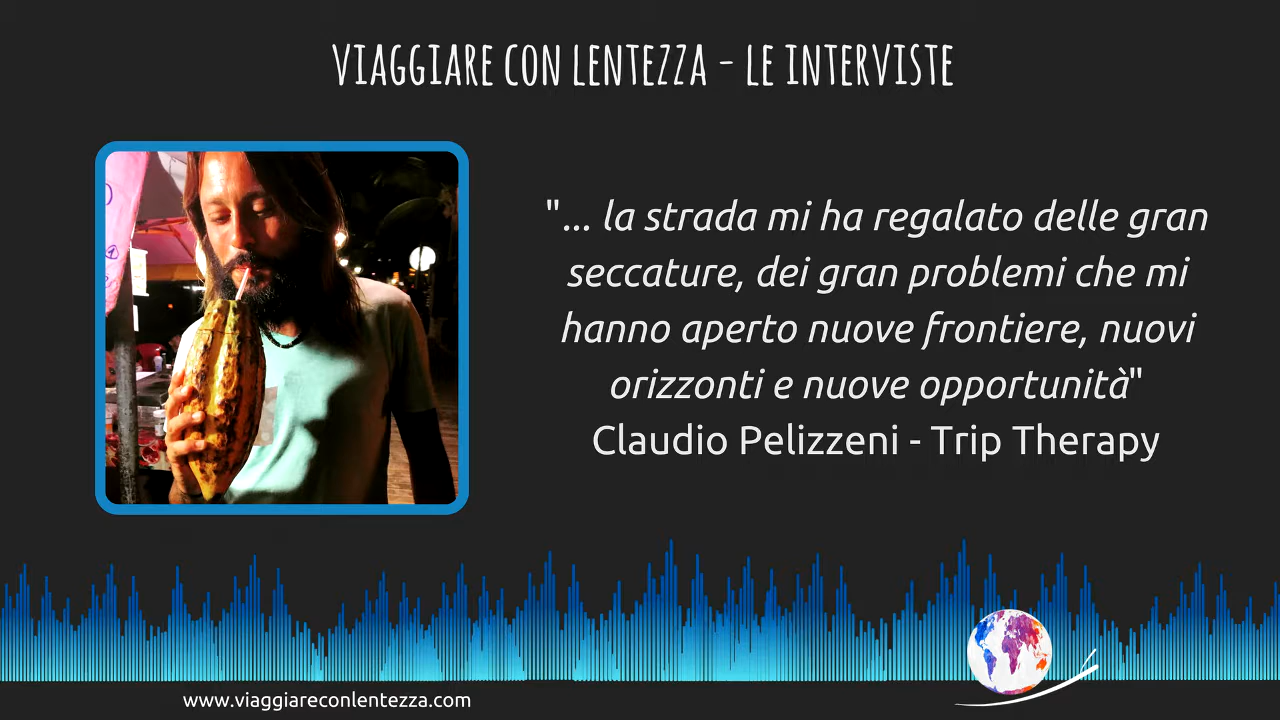 VIAGGIARE CON LENTEZZA - LE INTERVISTE
"... la strada mi ha regalato delle gran
seccature, dei gran problemi che mi
hanno aperto nuove frontiere, nuovi
orizzonti e nuove opportunità"
Claudio Pelizzeni - Trip Therapy
www.viaggiareconlentezza.com